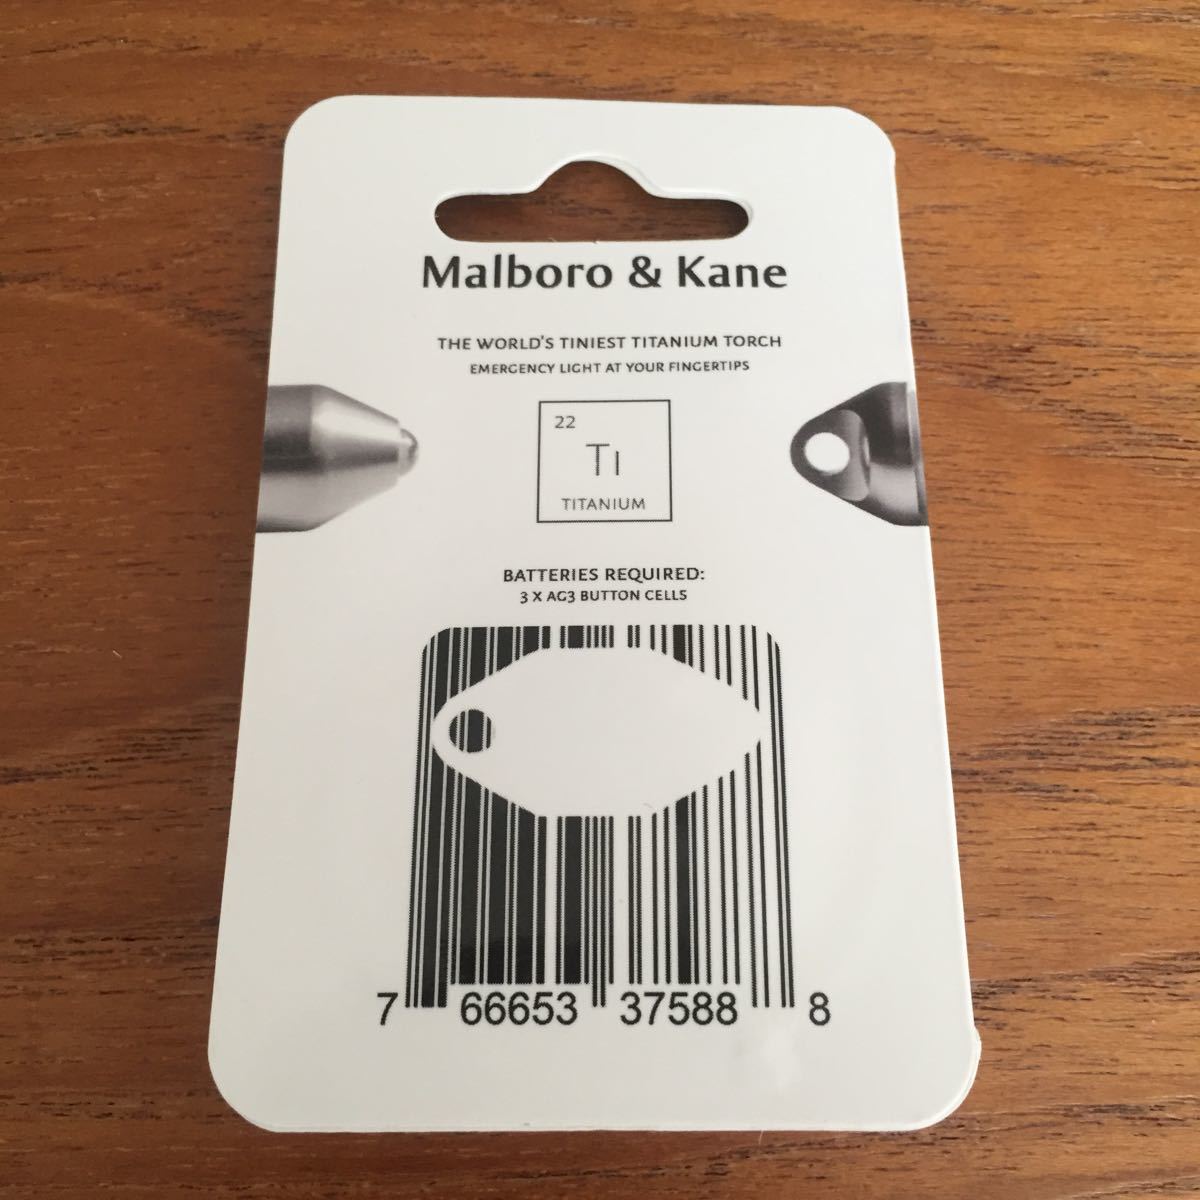 Malboro & Kane
THE WORLD'S TINIEST TITANIUM TORCH
EMERGENCY LIGHT AT YOUR FINGERTIPS
22
TI
TITANIUM
BATTERIES REQUIRED:
3 X AG3 BUTTON CELLS
7 66653 37588 8